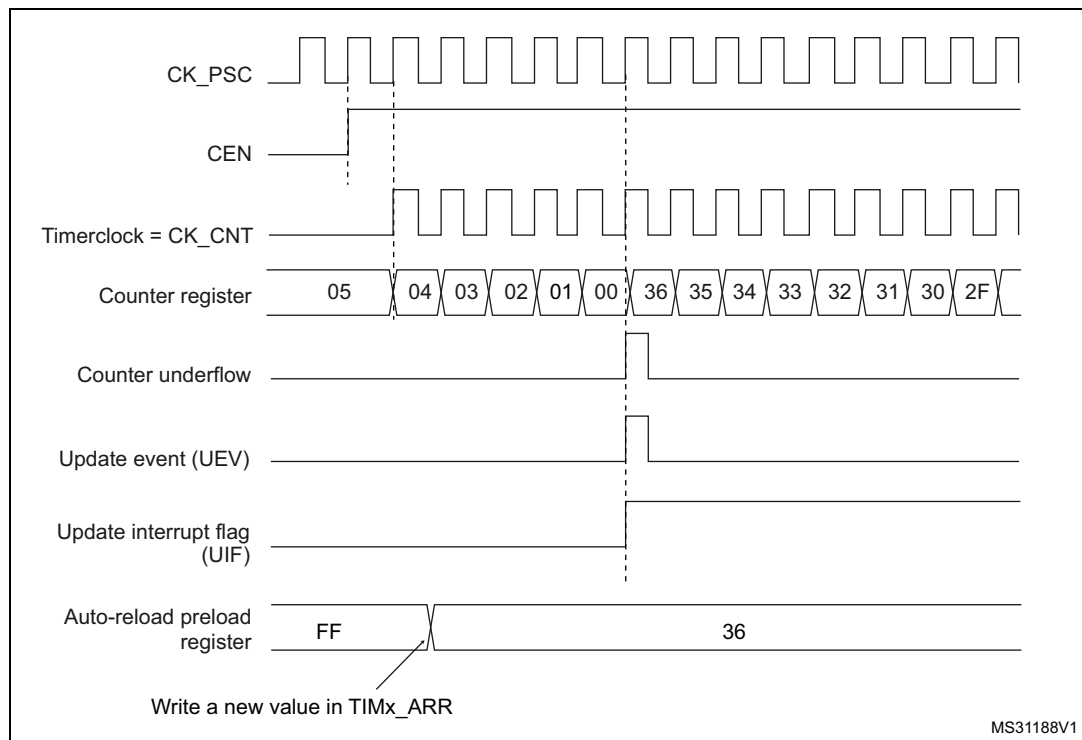 CK_PSC
CEN
Timerclock = CK_CNT
Counter register
05 04 03 02 01 00 36 35 34 33 32 31 30 2F
Counter underflow
Update event (UEV)
Update interrupt flag
(UIF)
Auto-reload preload
register
FF 36
Write a new value in TIMx_ARR
MS31188V1